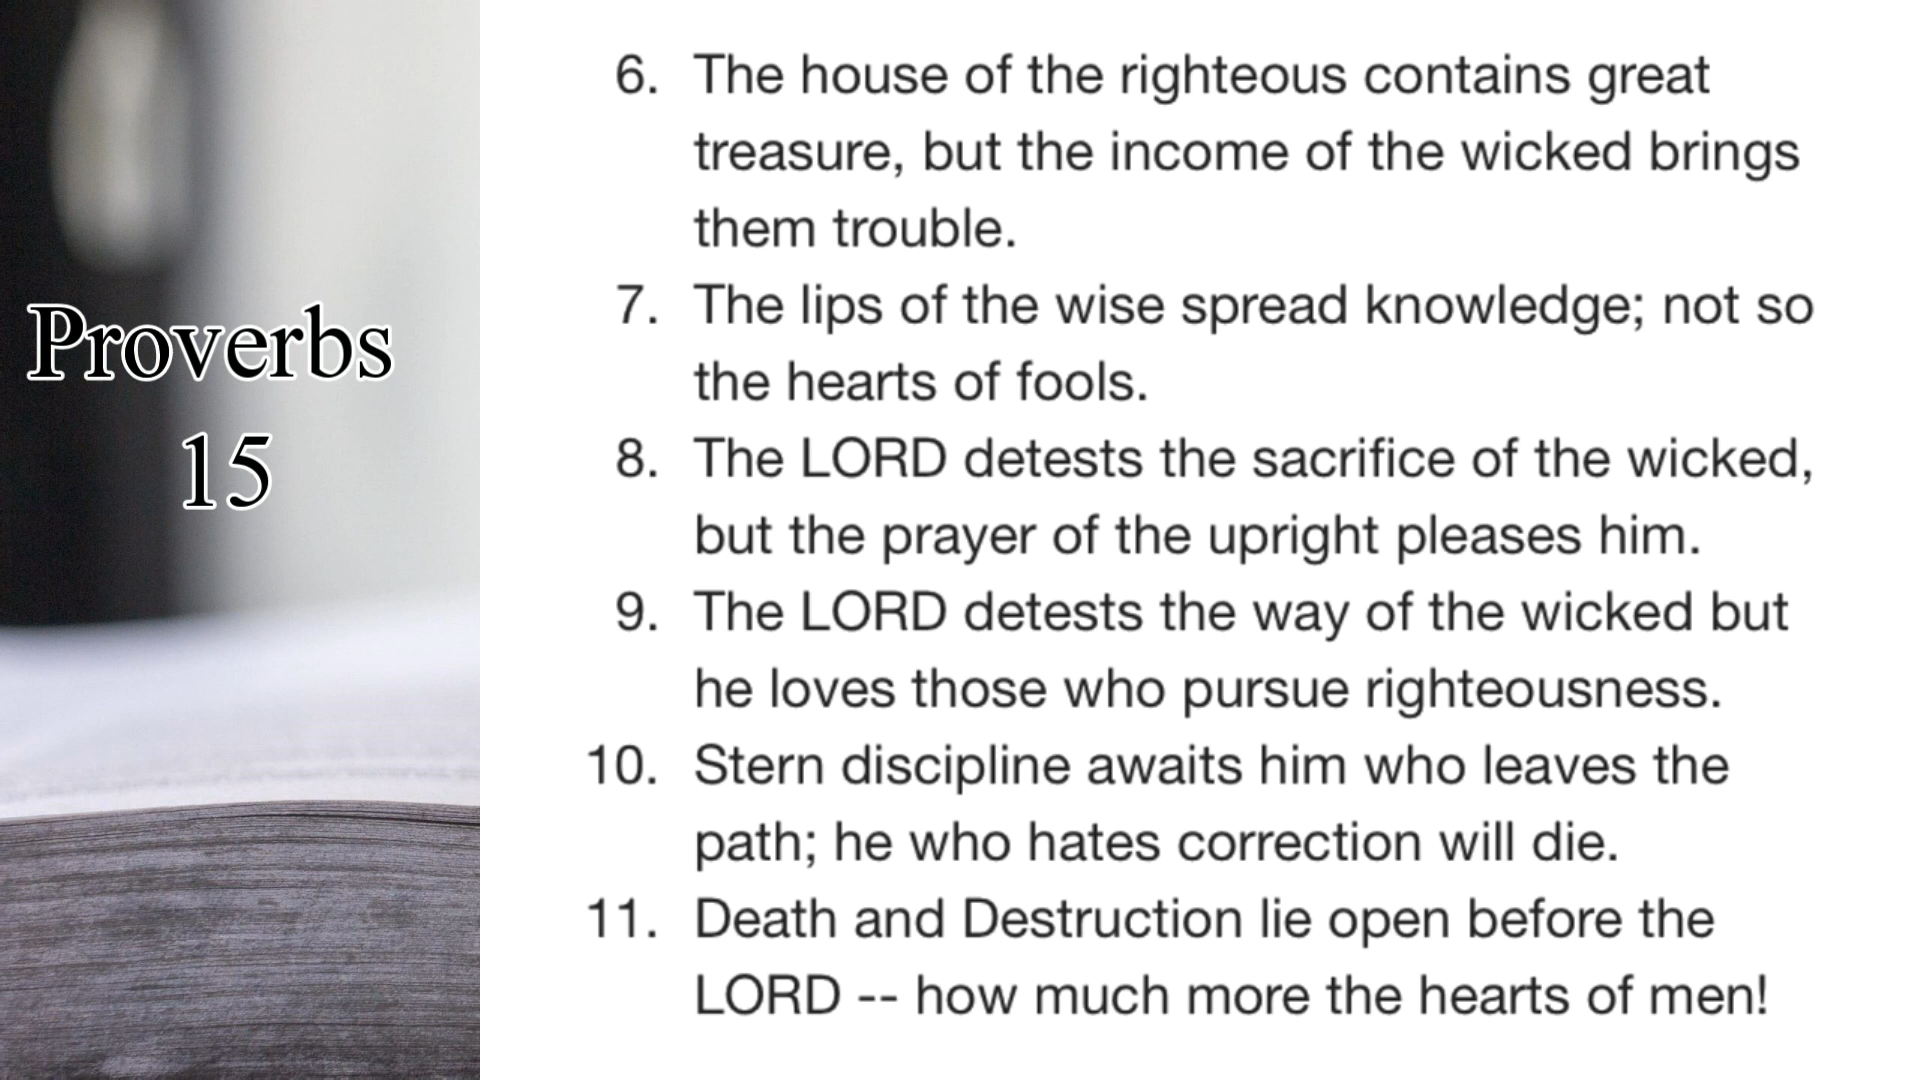 Proverbs
15
6. The house of the righteous contains great
treasure, but the income of the wicked brings
them trouble.
7. The lips of the wise spread knowledge; not so
the hearts of fools.
8. The LORD detests the sacrifice of the wicked,
but the prayer of the upright pleases him.
9. The LORD detests the way of the wicked but
he loves those who pursue righteousness.
10. Stern discipline awaits him who leaves the
path; he who hates correction will die.
11. Death and Destruction lie open before the
LORD -- how much more the hearts of men!